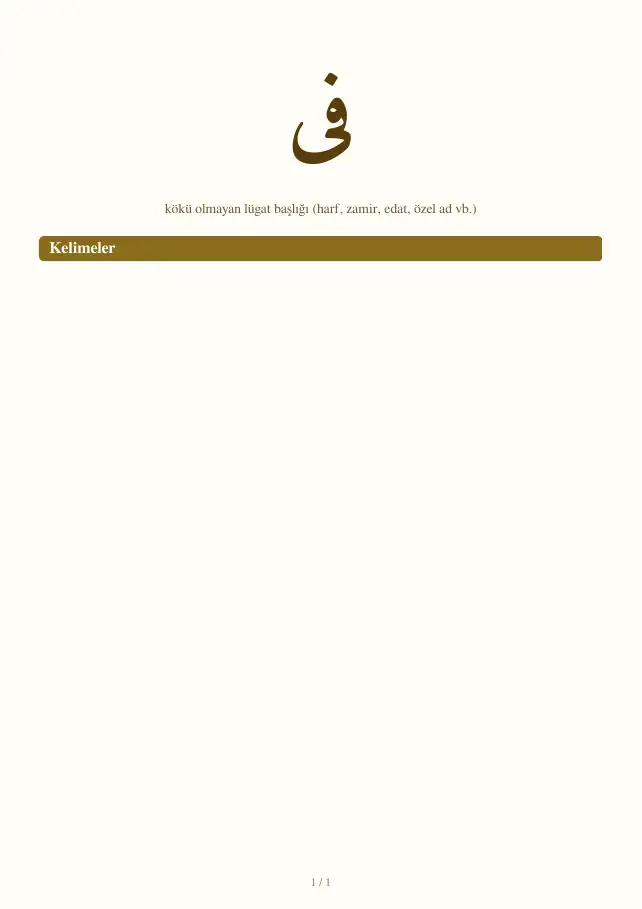 فى
kökü olmayan lügat başlığı (harf, zamir, edat, özel ad vb.)
Kelimeler
1 / 1